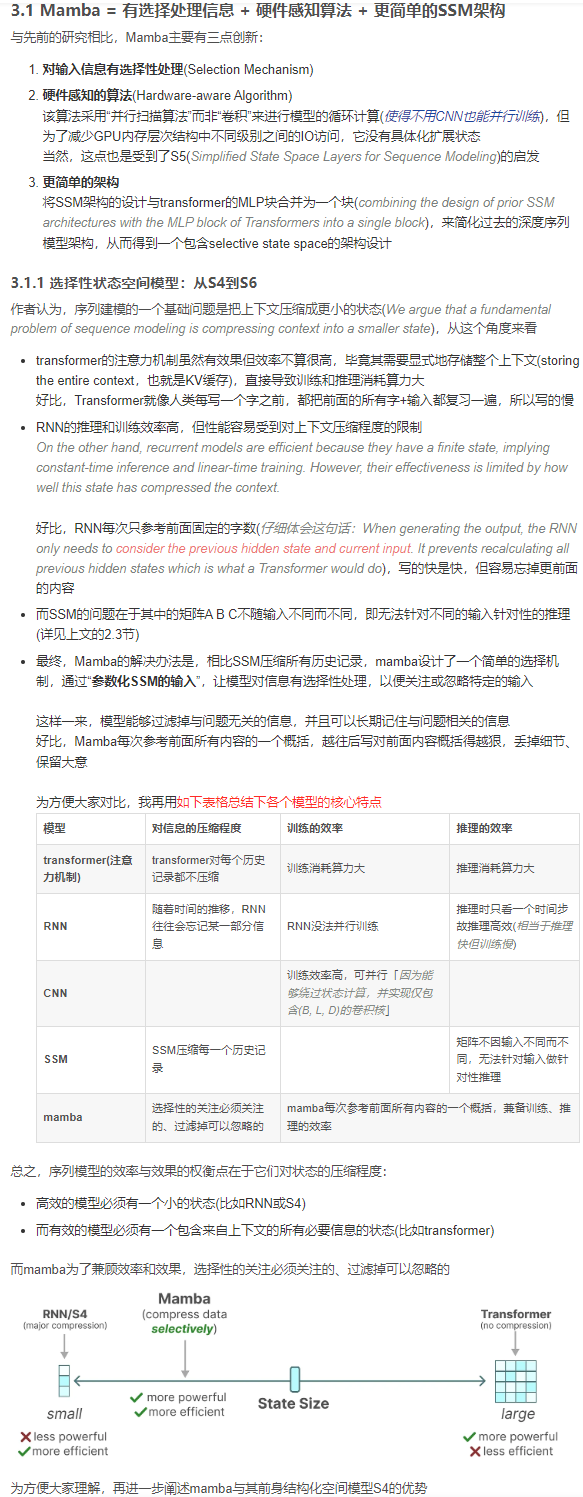 3.1 Mamba = 有选择处理信息 + 硬件感知算法 + 更简单的SSM架构
与先前的研究相比，Mamba主要有三点创新：
1. 对输入信息有选择性处理(Selection Mechanism)
2. 硬件感知的算法(Hardware-aware Algorithm)
该算法采用“并行扫描算法”而非“卷积”来进行模型的循环计算(使得不用CNN也能并行训练)，但
为了减少GPU内存层次结构中不同级别之间的IO访问，它没有具体化扩展状态
当然，这点也是受到了S5(Simplified State Space Layers for Sequence Modeling)的启发
3. 更简单的架构
将SSM架构的设计与transformer的MLP块合并为一个块(combining the design of prior SSM
architectures with the MLP block of Transformers into a single block)，来简化过去的深度序列
模型架构，从而得到一个包含selective state space的架构设计
3.1.1 选择性状态空间模型：从S4到S6
作者认为，序列建模的一个基础问题是把上下文压缩成更小的状态(We argue that a fundamental
problem of sequence modeling is compressing context into a smaller state)，从这个角度来看
• transformer的注意力机制虽然有效果但效率不算很高，毕竟其需要显式地存储整个上下文(storing
the entire context，也就是KV缓存)，直接导致训练和推理消耗算力大
好比，Transformer就像人类每写一个字之前，都把前面的所有字+输入都复习一遍，所以写的慢
• RNN的推理和训练效率高，但性能容易受到对上下文压缩程度的限制
On the other hand, recurrent models are efficient because they have a finite state, implying
constant-time inference and linear-time training. However, their effectiveness is limited by how
well this state has compressed the context.
好比，RNN每次只参考前面固定的字数(仔细体会这句话：When generating the output, the RNN
only needs to consider the previous hidden state and current input. It prevents recalculating all
previous hidden states which is what a Transformer would do)，写的快是快，但容易忘掉更前面
的内容
• 而SSM的问题在于其中的矩阵A B C不随输入不同而不同，即无法针对不同的输入针对性的推理
(详见上文的2.3节)
• 最终，Mamba的解决办法是，相比SSM压缩所有历史记录，mamba设计了一个简单的选择机
制，通过“参数化SSM的输入”，让模型对信息有选择性处理，以便关注或忽略特定的输入
这样一来，模型能够过滤掉与问题无关的信息，并且可以长期记住与问题相关的信息
好比，Mamba每次参考前面所有内容的一个概括，越往后写对前面内容概括得越狠，丢掉细节、
保留大意
为方便大家对比，我再用如下表格总结下各个模型的核心特点
模型 对信息的压缩程度 训练的效率 推理的效率
transformer(注意
力机制)
transformer对每个历史
记录都不压缩
训练消耗算力大
推理消耗算力大
RNN
随着时间的推移，RNN
往往会忘记某一部分信
息
RNN没法并行训练
推理时只看一个时间步
故推理高效(相当于推理
快但训练慢)
CNN
训练效率高，可并行「因为能
够绕过状态计算，并实现仅包
含(B, L, D)的卷积核」
SSM
SSM压缩每一个历史记
录
矩阵不因输入不同而不
同，无法针对输入做针
对性推理
mamba
选择性的关注必须关注
的、过滤掉可以忽略的
mamba每次参考前面所有内容的一个概括，兼备训练、推
理的效率
总之，序列模型的效率与效果的权衡点在于它们对状态的压缩程度：
• 高效的模型必须有一个小的状态(比如RNN或S4)
• 而有效的模型必须有一个包含来自上下文的所有必要信息的状态(比如transformer)
而mamba为了兼顾效率和效果，选择性的关注必须关注的、过滤掉可以忽略的
RNN/S4
(major compression)
small
less powerful
more efficient
Mamba
(compress data
selectively)
more powerful
more efficient
State Size
Transformer
(no compression)
large
more powerful
less efficient
为方便大家理解，再进一步阐述mamba与其前身结构化空间模型S4的优势